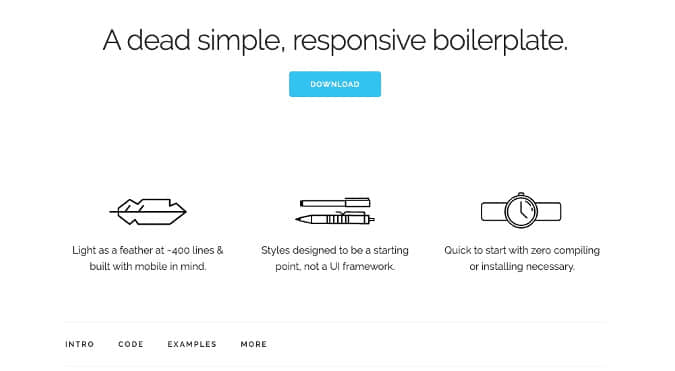 A dead simple, responsive boilerplate.
DOWNLOAD
Light as a feather at ~400 lines &
built with mobile in mind.
Styles designed to be a starting
point, not a UI framework.
Quick to start with zero compiling
or installing necessary.
INTRO CODE EXAMPLES MORE